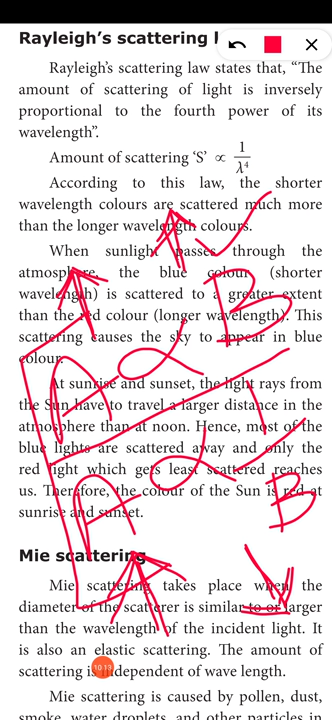 Rayleigh's scattering l
Rayleigh's scattering law states that, "The
amount of scattering of light is inversely
proportional to the fourth power of its
wavelength".
Amount of scattering 'S' ∝ 1/λ⁴
According to this law, the shorter
wavelength colours are scattered much more
than the longer wavelength colours.
When sunlight passes through the
atmosphere, the blue colour (shorter
wavelength) is scattered to a greater extent
than the red colour (longer wavelength). This
scattering causes the sky to appear in blue
colour.
At sunrise and sunset, the light rays from
the Sun have to travel a larger distance in the
atmosphere than at noon. Hence, most of the
blue lights are scattered away and only the
red light which gets least scattered reaches
us. Therefore, the colour of the Sun is red at
sunrise and sunset.
B
Mie scattering
Mie scattering takes place when the
diameter of the scatterer is similar to or larger
than the wavelength of the incident light. It
is also an elastic scattering. The amount of
scattering is independent of wave length.
Mie scattering is caused by pollen, dust,
smoke, water droplets, and other particles in